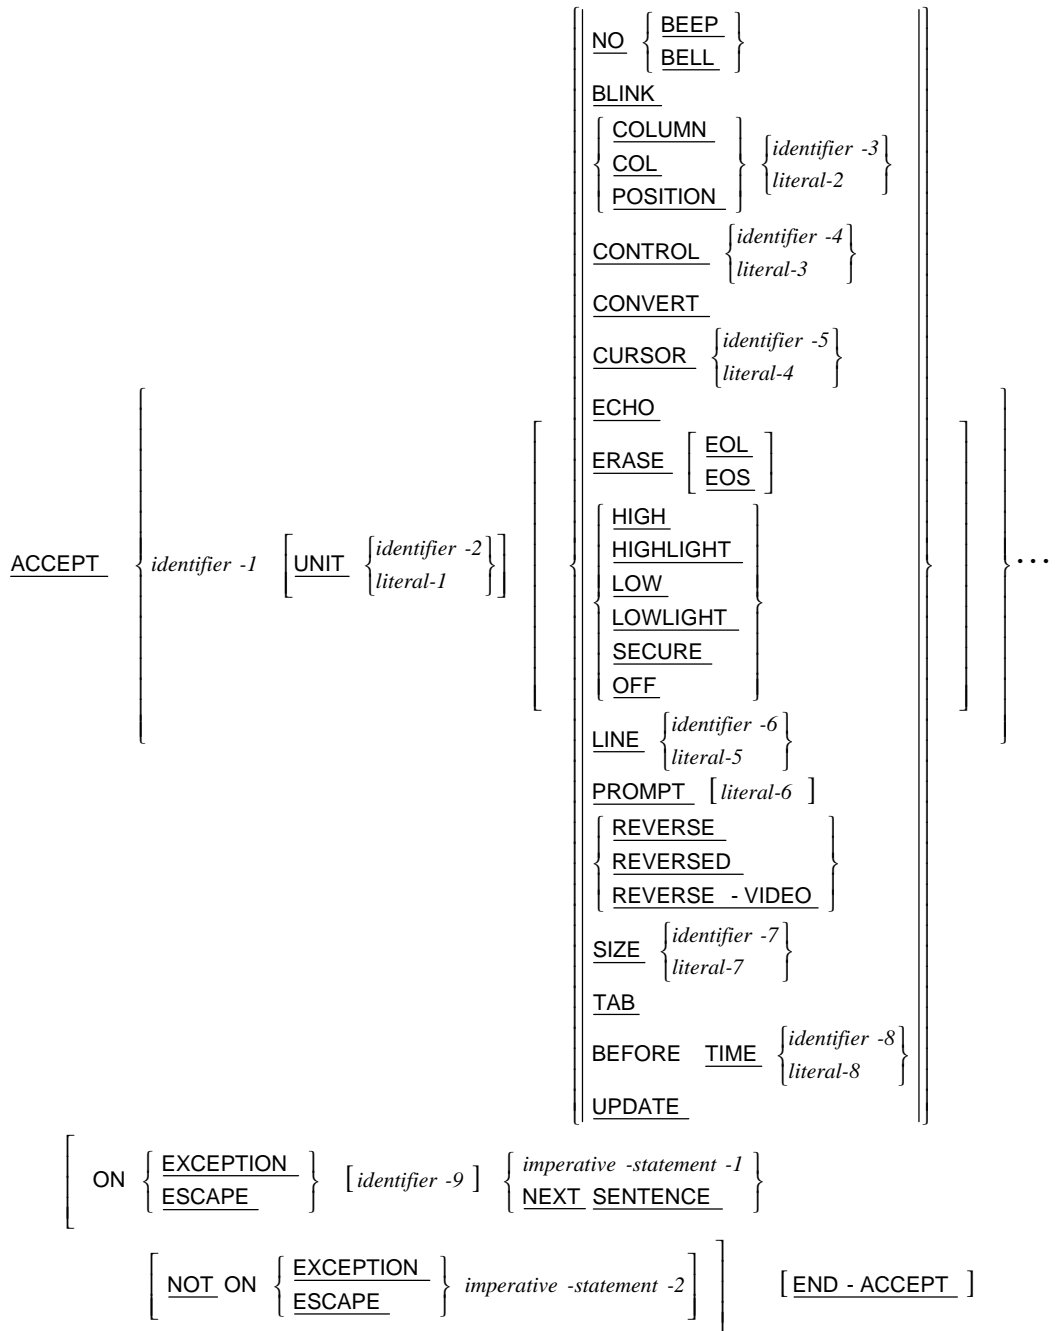 NO BEEP
BELL
BLINK
COLUMN
COL
POSITION
identifier -3
literal-2
CONTROL identifier -4
literal-3
CONVERT
CURSOR identifier -5
literal-4
ECHO
ERASE EOL
EOS
ACCEPT identifier -1 UNIT identifier -2
literal-1
HIGH
HIGHLIGHT
LOW
LOWLIGHT
SECURE
OFF
...
LINE identifier -6
literal-5
PROMPT [literal-6 ]
REVERSE
REVERSED
REVERSE - VIDEO
SIZE identifier -7
literal-7
TAB
BEFORE TIME identifier -8
literal-8
UPDATE
ON EXCEPTION
ESCAPE
[identifier -9 ]
imperative -statement -1
NEXT SENTENCE
NOT ON EXCEPTION
ESCAPE
imperative -statement -2
[END - ACCEPT ]